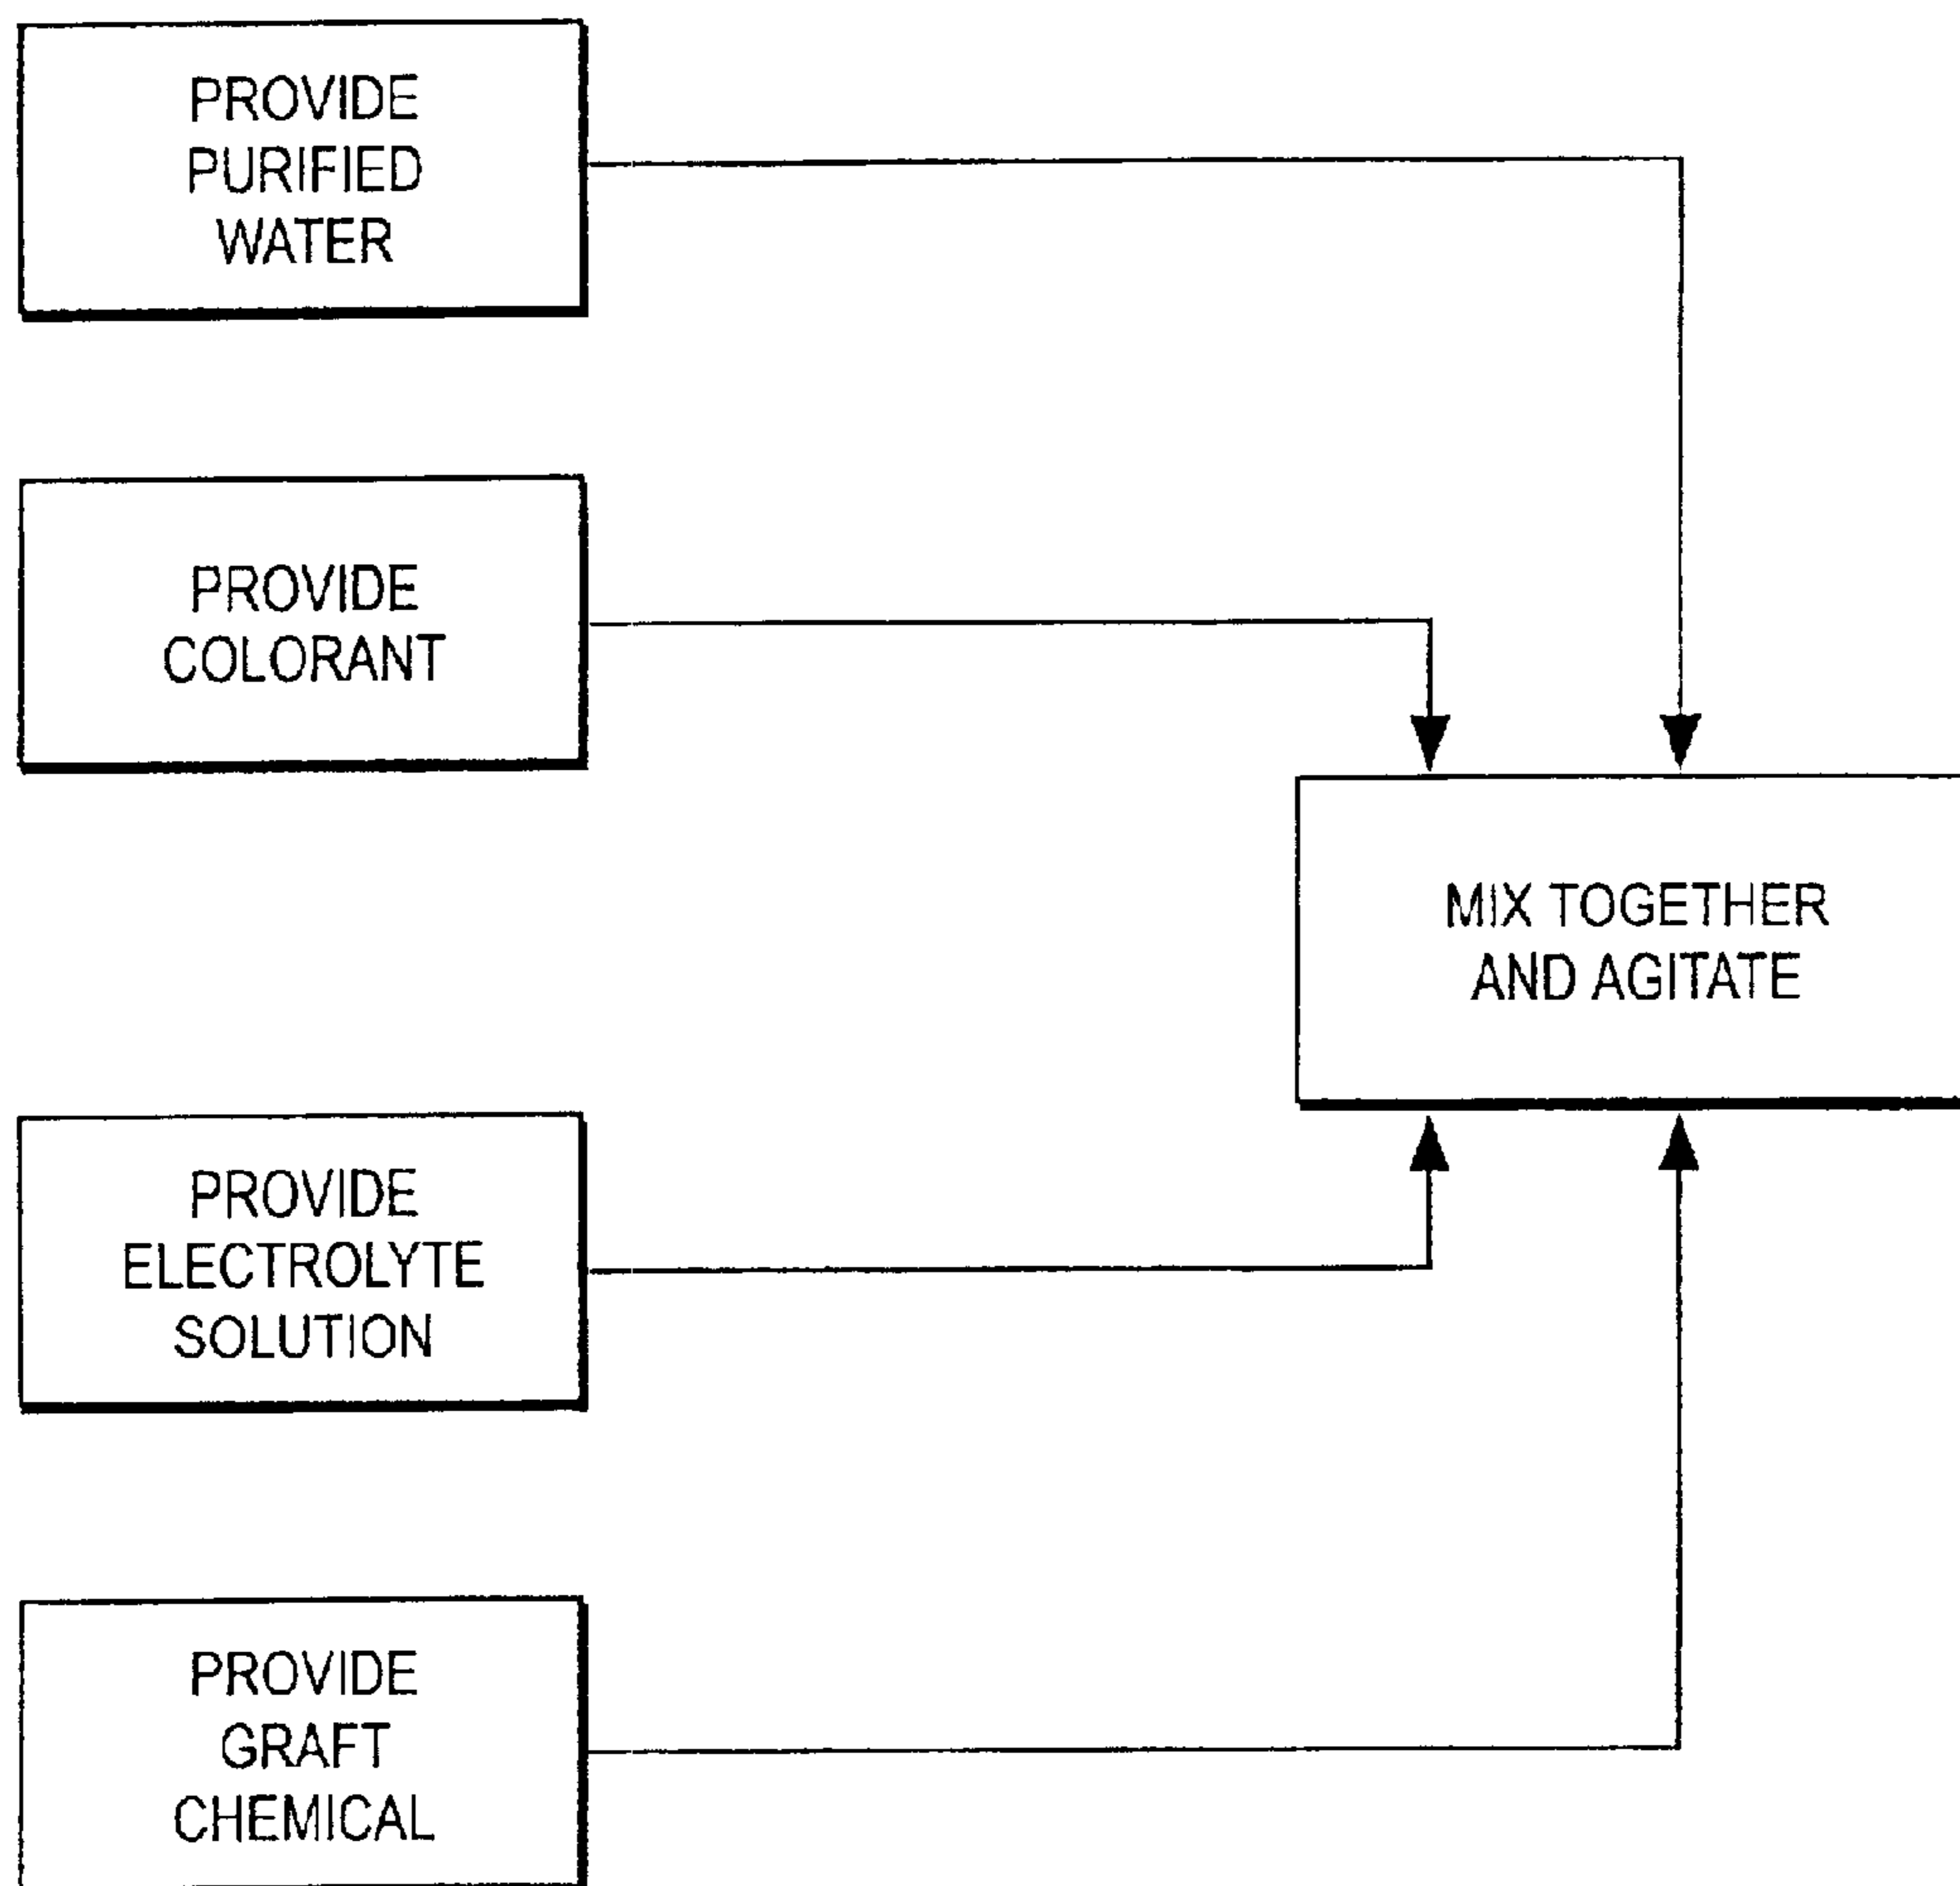 PROVIDE
PURIFIED
WATER
PROVIDE
COLORANT
MIX TOGETHER
AND AGITATE
PROVIDE
ELECTROLYTE
SOLUTION
PROVIDE
GRAFT
CHEMICAL